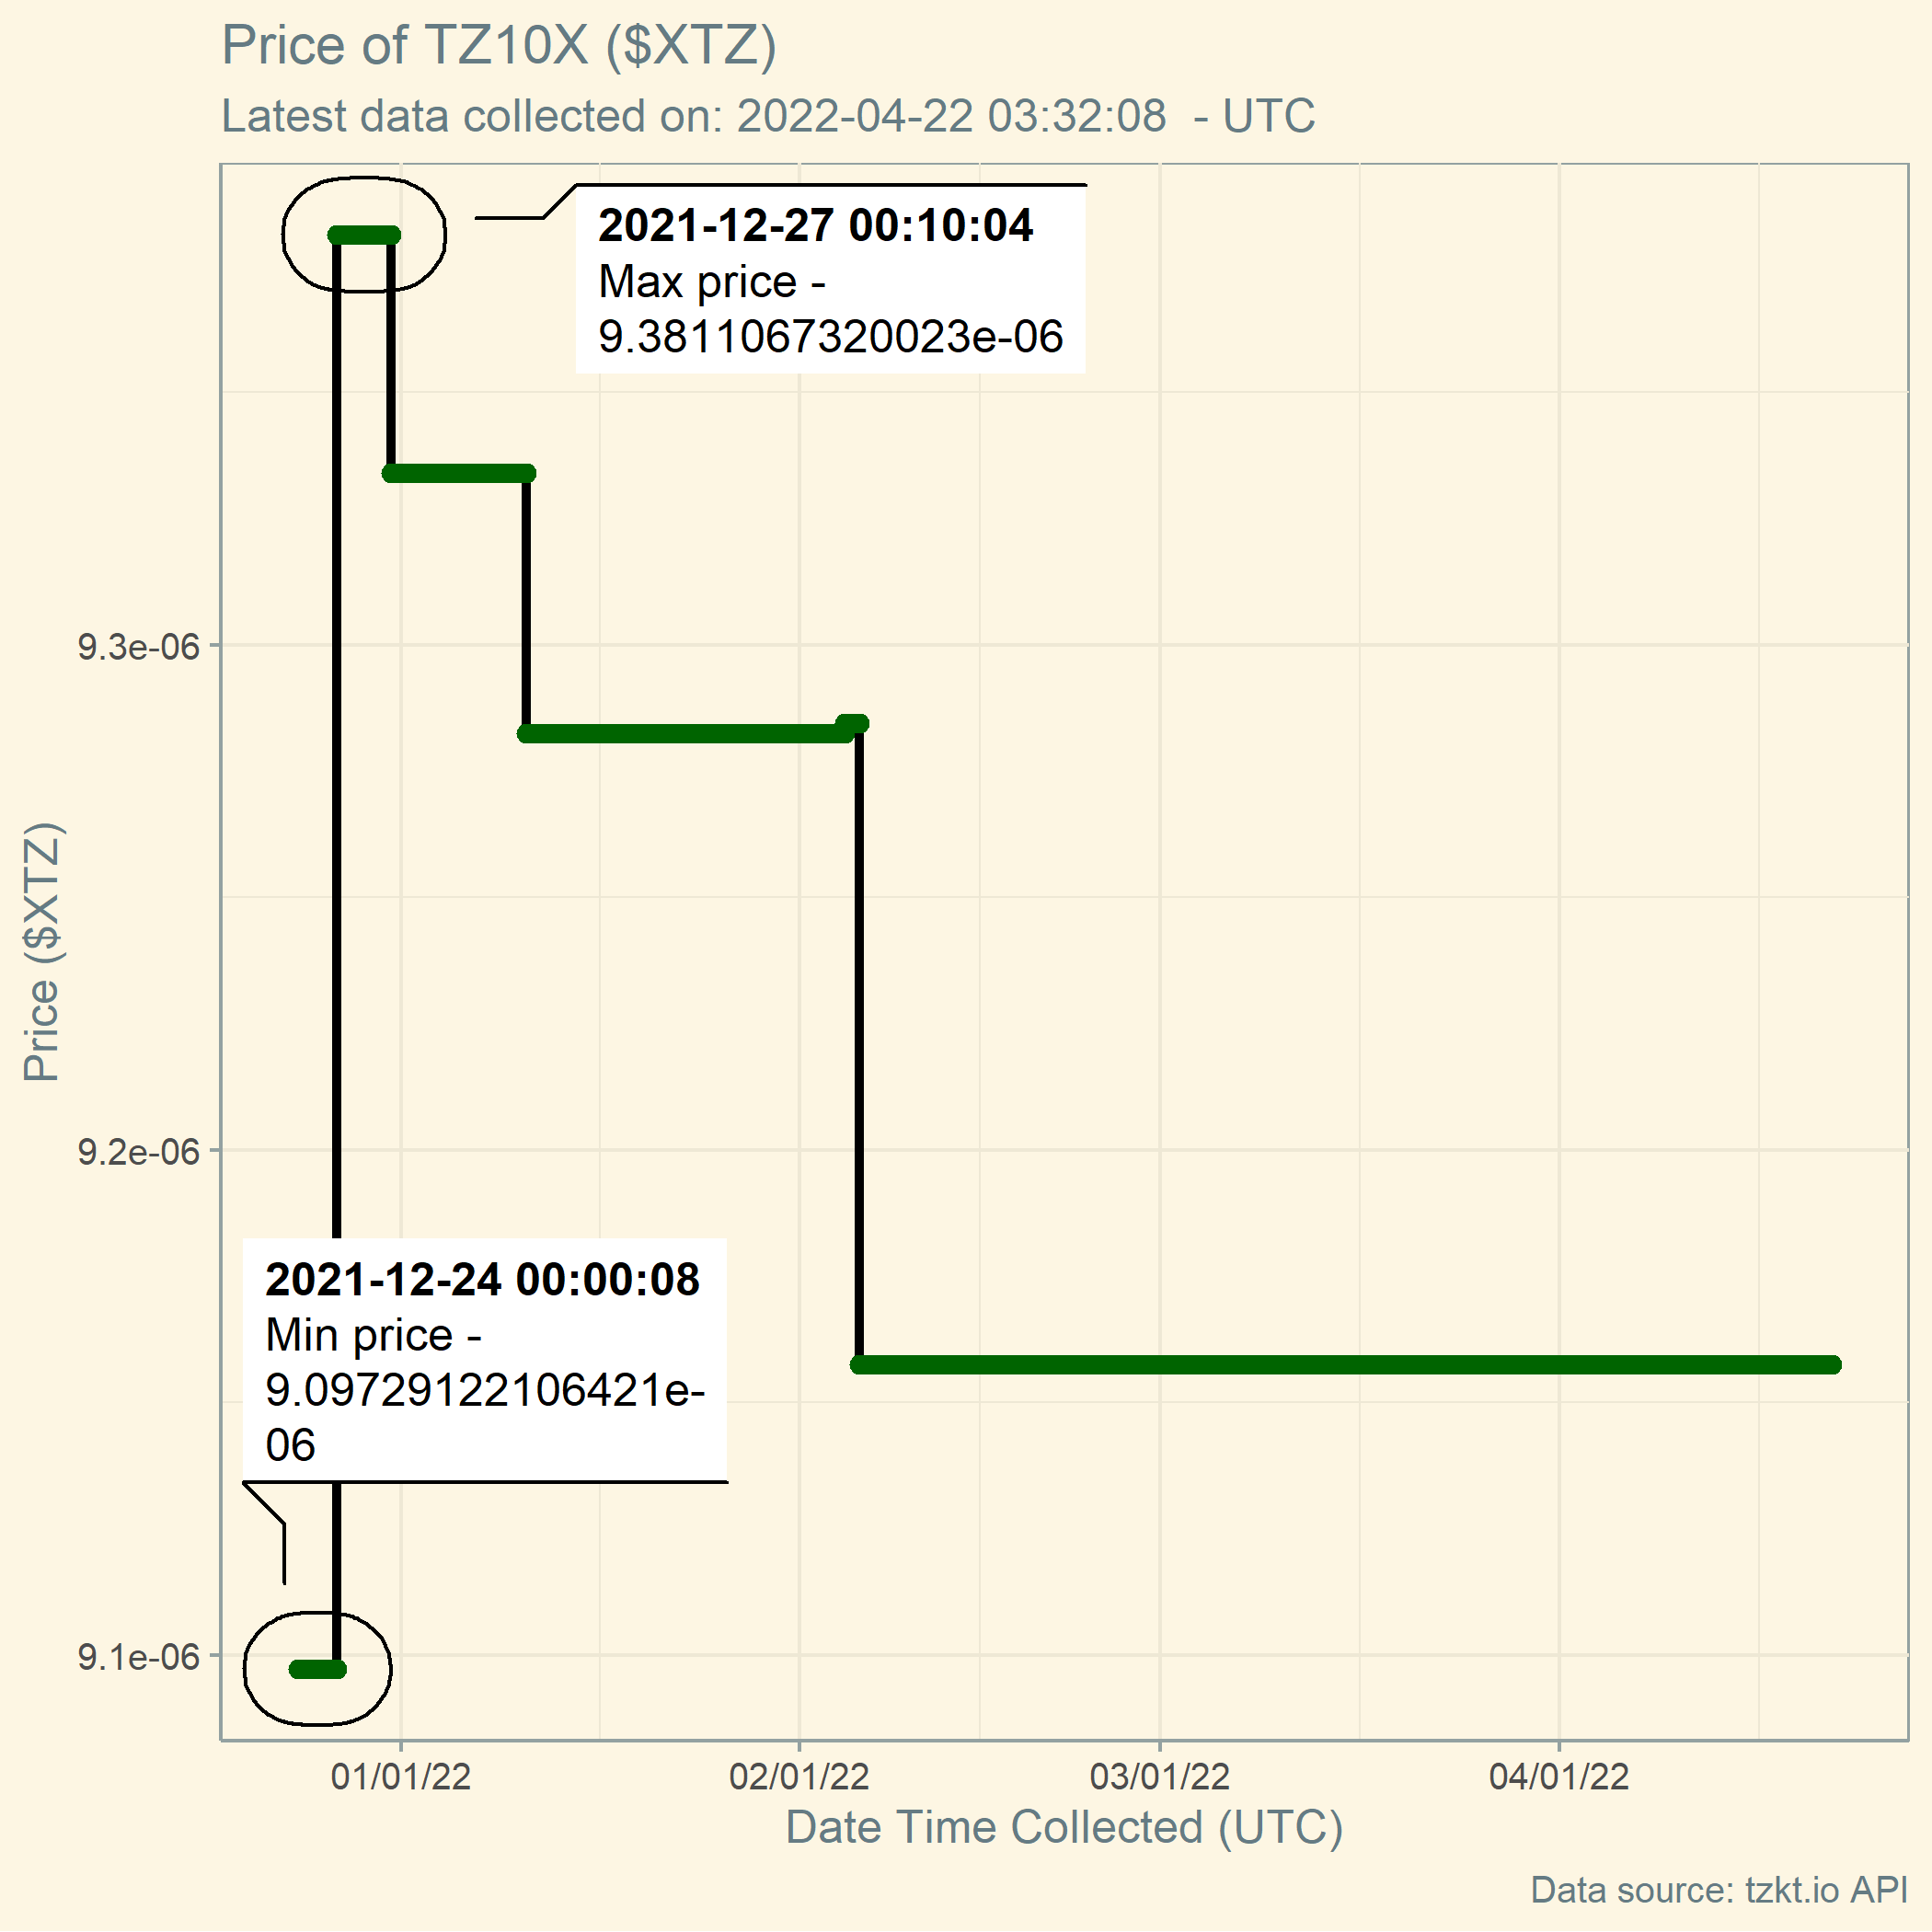 Price of TZ10X ($XTZ)
Latest data collected on: 2022-04-22 03:32:08  - UTC
2021-12-27 00:10:04
Max price -
9.3811067320023e-06
9.3e-06
Price ($XTZ)
9.2e-06
2021-12-24 00:00:08
Min price -
9.09729122106421e-
06
9.1e-06
01/01/22 02/01/22 03/01/22 04/01/22
Date Time Collected (UTC)
Data source: tzkt.io API